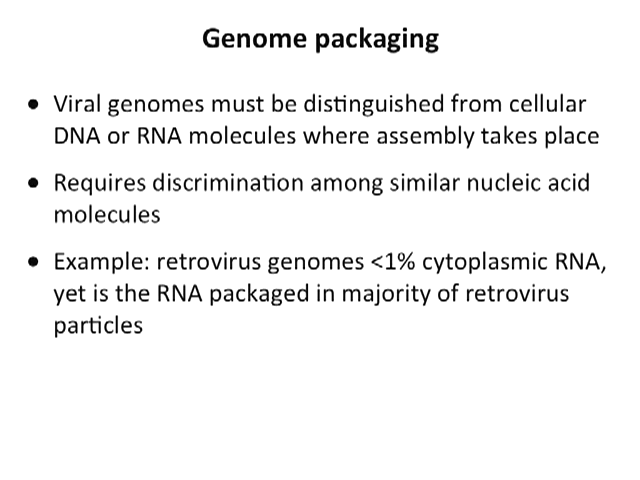 Genome packaging
• Viral genomes must be distinguished from cellular
DNA or RNA molecules where assembly takes place
• Requires discrimination among similar nucleic acid
molecules
• Example: retrovirus genomes <1% cytoplasmic RNA,
yet is the RNA packaged in majority of retrovirus
particles